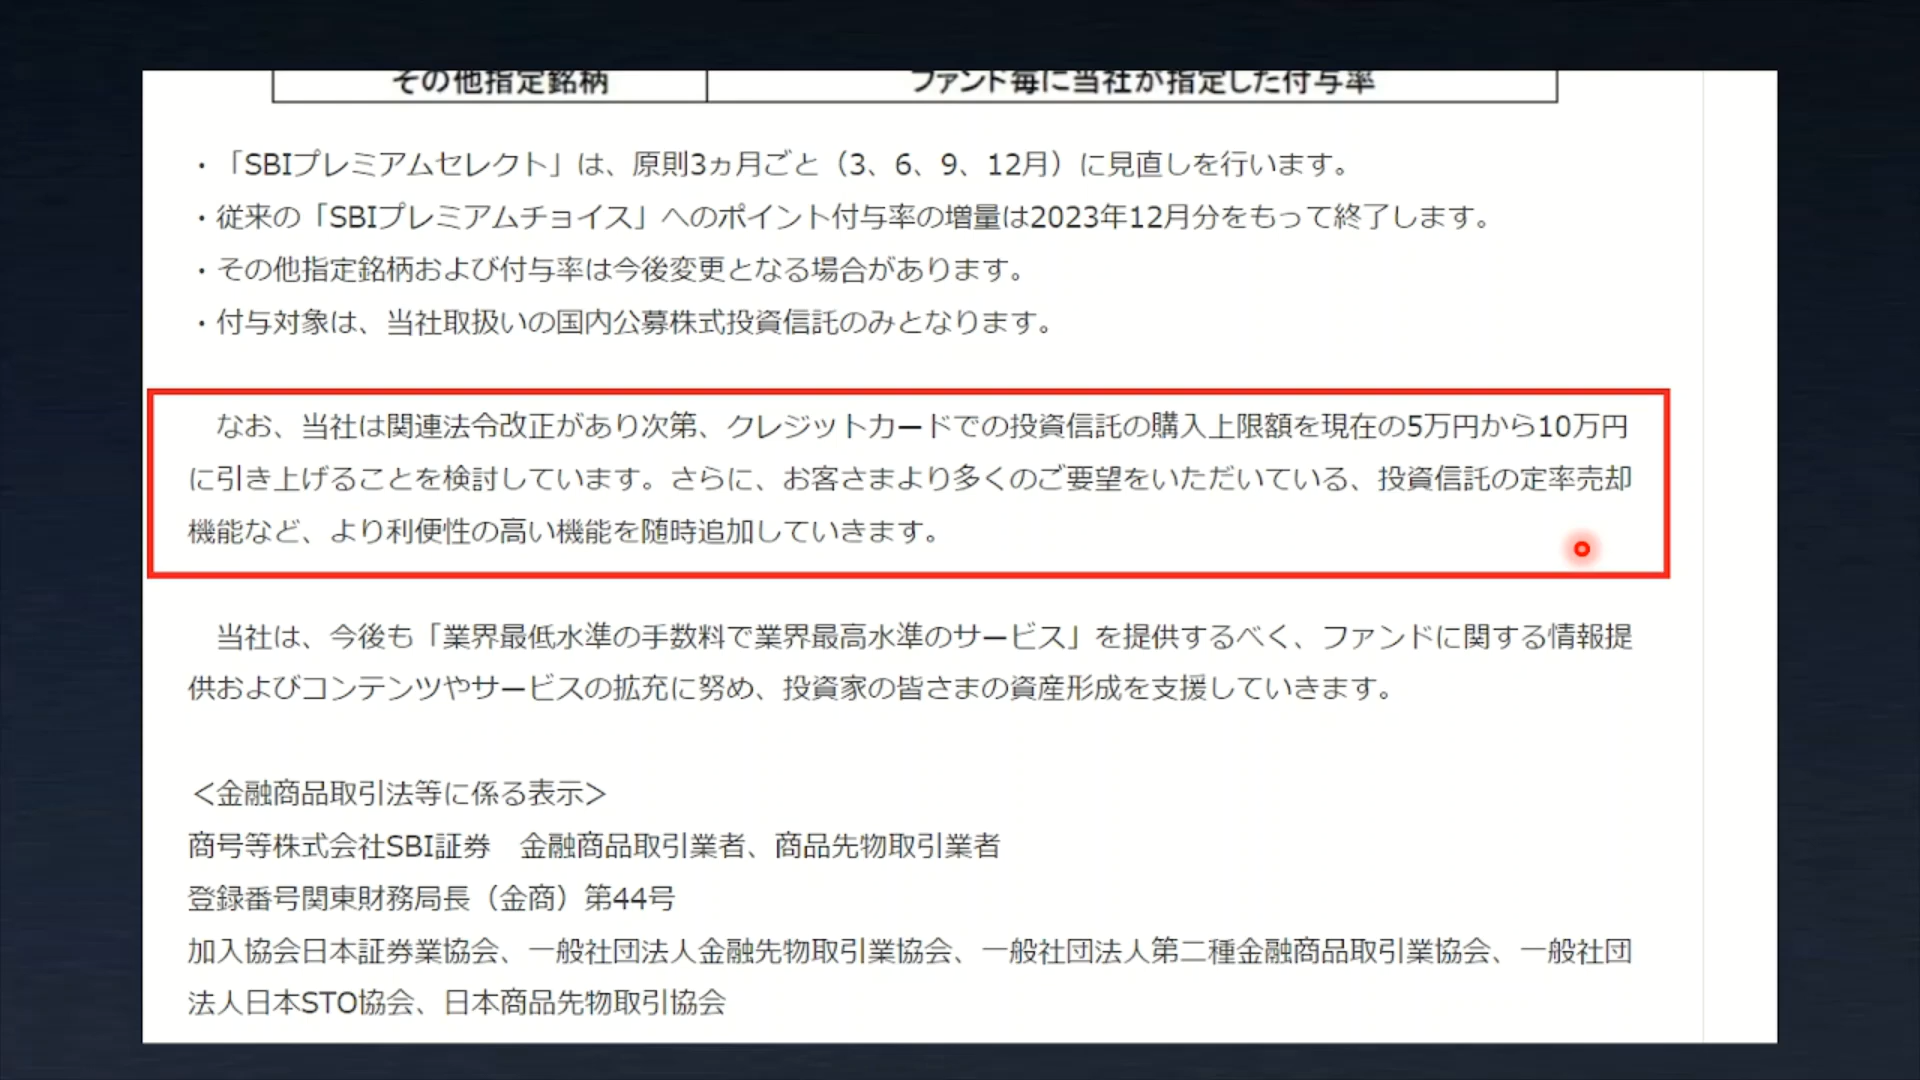 その他指定銘柄 ファンド毎に当社が指定した付与率
・「SBIプレミアムセレクト」は、原則3ヵ月ごと（3、6、9、12月）に見直しを行います。
・従来の「SBIプレミアムチョイス」へのポイント付与率の増量は2023年12月分をもって終了します。
・その他指定銘柄および付与率は今後変更となる場合があります。
・付与対象は、当社取扱いの国内公募株式投資信託のみとなります。
なお、当社は関連法令改正があり次第、クレジットカードでの投資信託の購入上限額を現在の5万円から10万円
に引き上げることを検討しています。さらに、お客さまより多くのご要望をいただいている、投資信託の定率売却
機能など、より利便性の高い機能を随時追加していきます。
当社は、今後も「業界最低水準の手数料で業界最高水準のサービス」を提供するべく、ファンドに関する情報提
供およびコンテンツやサービスの拡充に努め、投資家の皆さまの資産形成を支援していきます。
＜金融商品取引法等に係る表示＞
商号等株式会社SBI証券　金融商品取引業者、商品先物取引業者
登録番号関東財務局長（金商）第44号
加入協会日本証券業協会、一般社団法人金融先物取引業協会、一般社団法人第二種金融商品取引業協会、一般社団
法人日本STO協会、日本商品先物取引協会